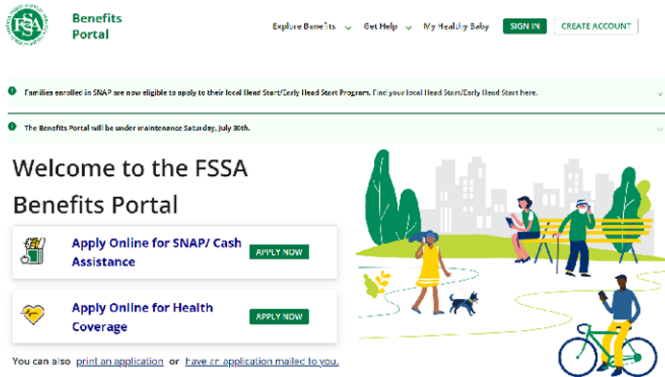 FSSA
Benefits
Portal
Explore Benefits
Get Help
My Healthy Baby
SIGN IN
CREATE ACCOUNT
Families enrolled in SNAP are now eligible to apply to their local Head Start/Early Head Start Program. Find your local Head Start/Early Head Start here.
The Benefits Portal will be under maintenance Saturday, July 30th.
Welcome to the FSSA
Benefits Portal
Apply Online for SNAP/ Cash
Assistance
APPLY NOW
Apply Online for Health
Coverage
APPLY NOW
You can also print an application or have an application mailed to you.